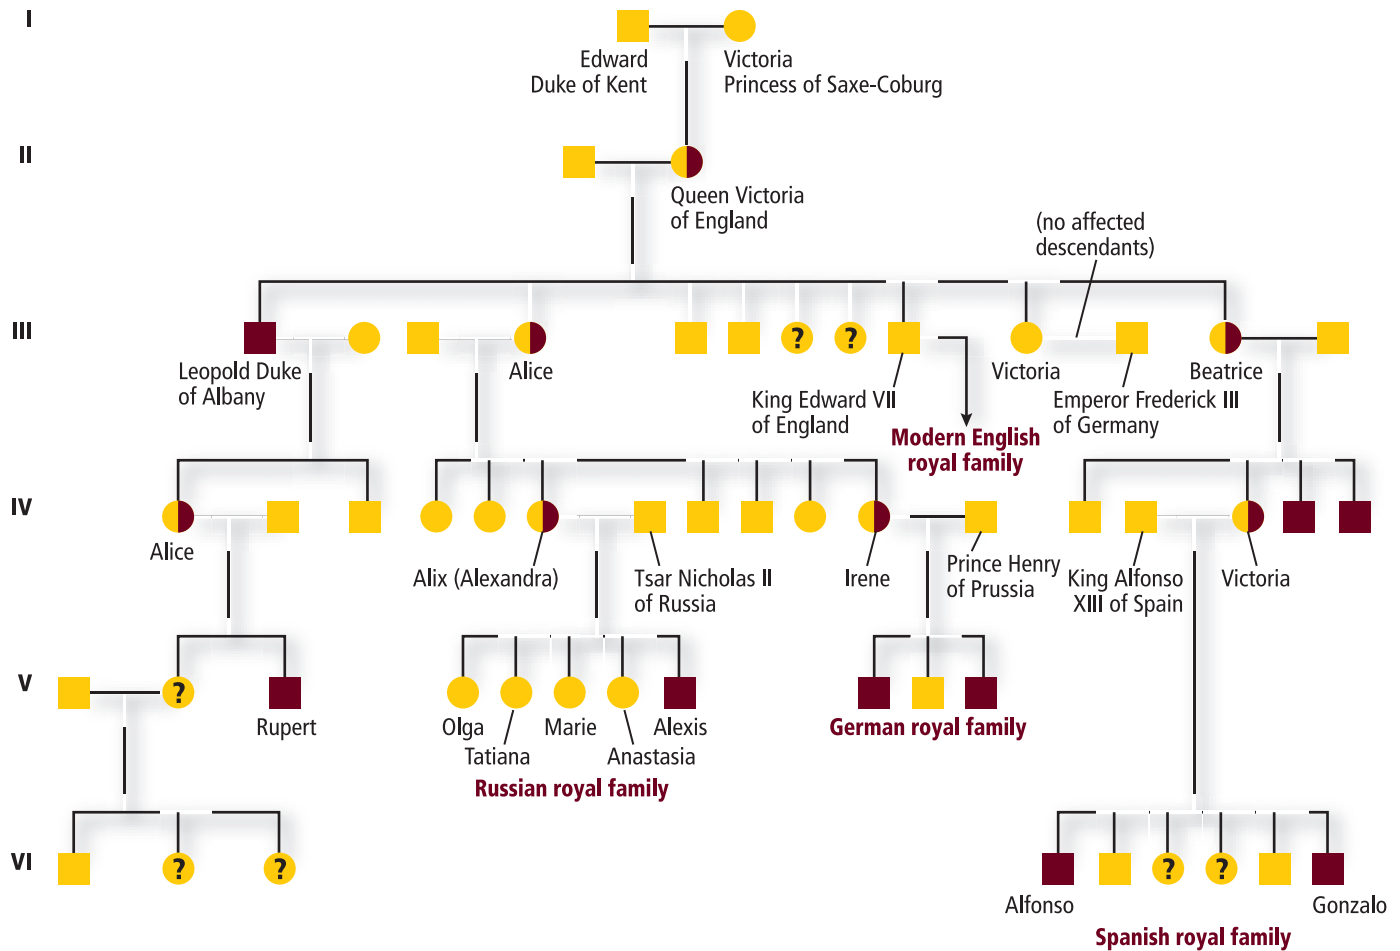 I
Edward
Duke of Kent
Victoria
Princess of Saxe-Coburg
II
Queen Victoria
of England
(no affected
descendants)
III
?
?
Leopold Duke
of Albany
Alice
King Edward VII
of England
Victoria
Emperor Frederick III
of Germany
Beatrice
Modern English
royal family
IV
Alice
Alix (Alexandra)
Tsar Nicholas II
of Russia
Irene
Prince Henry
of Prussia
King Alfonso
XIII of Spain
Victoria
V
?
Rupert
Olga
Tatiana
Marie
Anastasia
Alexis
Russian royal family
German royal family
VI
?
?
?
?
Alfonso
Gonzalo
Spanish royal family